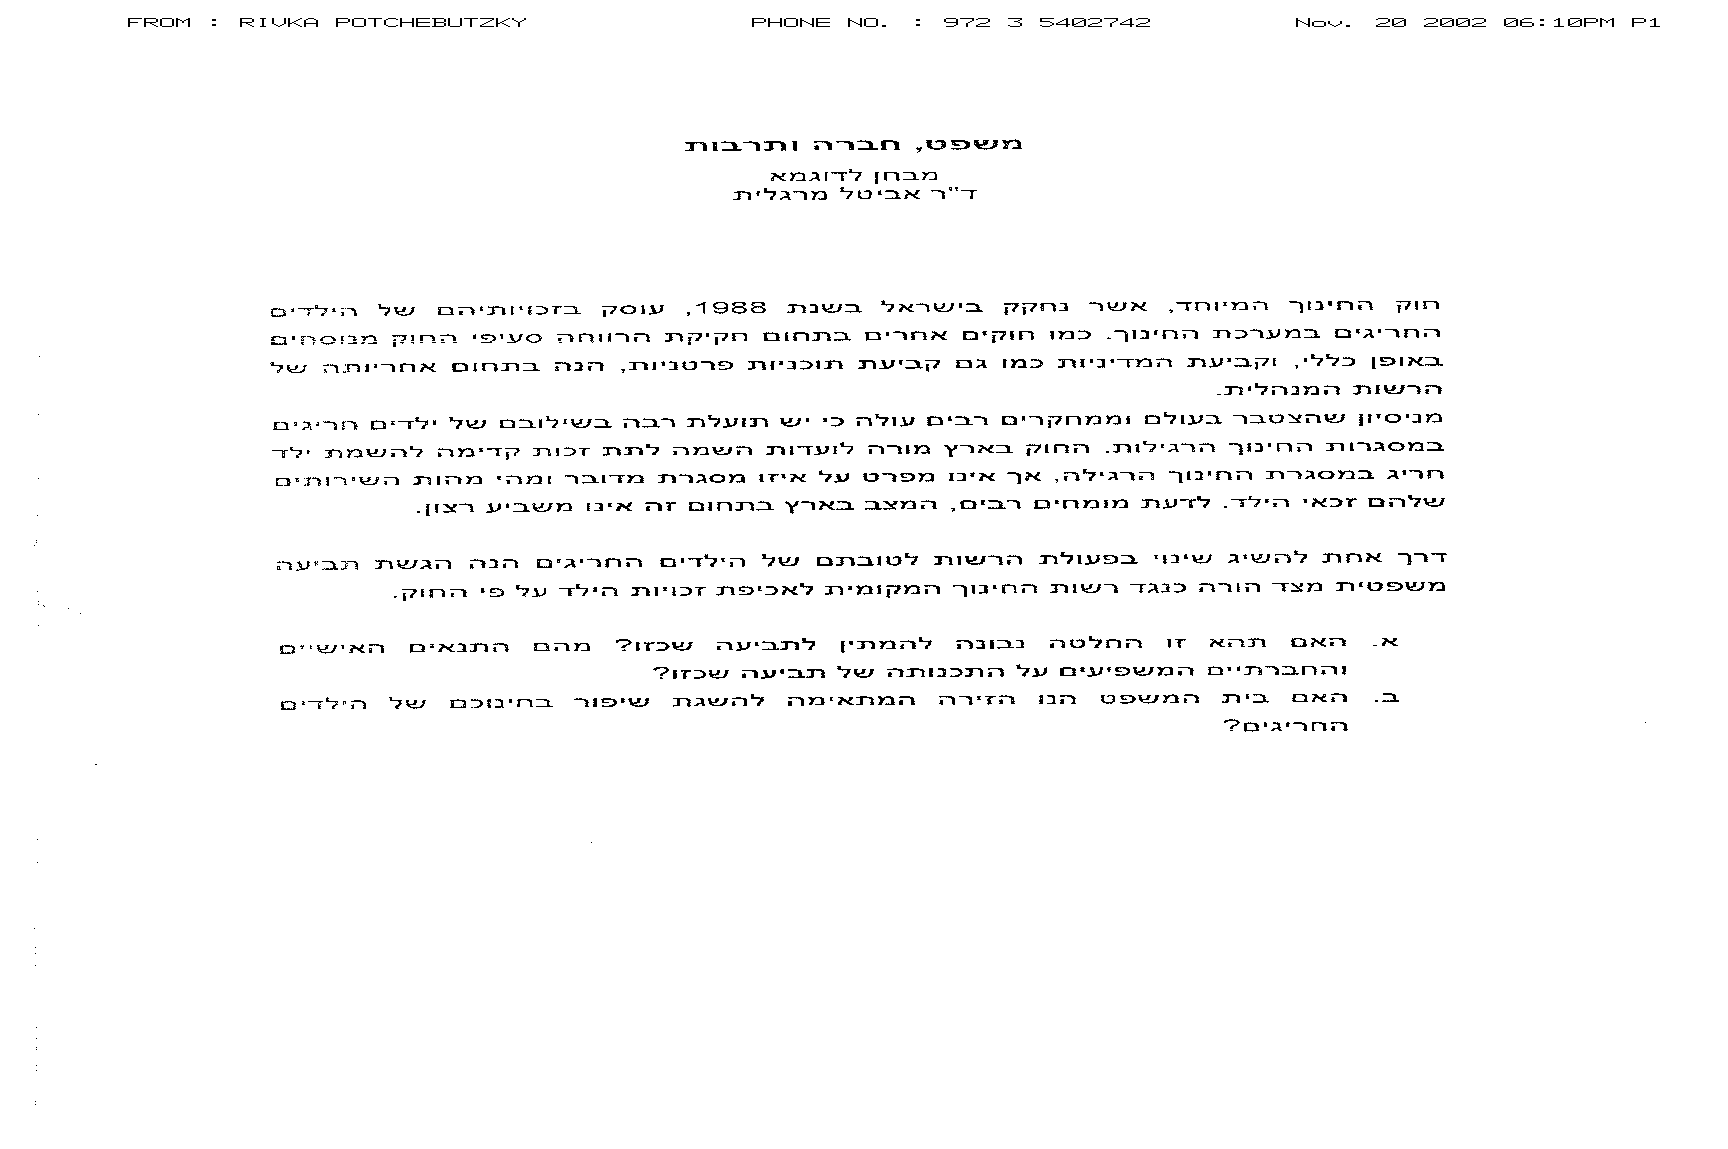 FROM : RIVKA POTCHEBUTZKY PHONE NO. : 972 3 5402742 Nov. 20 2002 06:10PM P1
משפט, חברה ותרבות
מבחן לדוגמא
ד"ר אביטל מרגלית
חוק החינוך המיוחד, אשר נחקק בישראל בשנת 1988, עוסק בזכויותיהם של הילדים
החריגים במערכת החינוך. כמו חוקים אחרים בתחום חקיקת הרווחה סעיפי החוק מנוסחים
באופן כללי, וקביעת המדיניות כמו גם קביעת תוכניות פרטניות, הנה בתחום אחריותה של
הרשות המנהלית.
מניסיון שהצטבר בעולם וממחקרים רבים עולה כי יש תועלת רבה בשילובם של ילדים חריגים
במסגרות החינוך הרגילות. החוק בארץ מורה לועדות השמה לתת זכות קדימה להשמת ילד
חריג במסגרת החינוך הרגילה, אך אינו מפרט על איזו מסגרת מדובר ומהי מהות השירותים
שלהם זכאי הילד. לדעת מומחים רבים, המצב בארץ בתחום זה אינו משביע רצון.
דרך אחת להשיג שינוי בפעולת הרשות לטובתם של הילדים החריגים הנה הגשת תביעה
משפטית מצד הורה כנגד רשות החינוך המקומית לאכיפת זכויות הילד על פי החוק.
א. האם תהא זו החלטה נבונה להמתין לתביעה שכזו? מהם התנאים האישיים
והחברתיים המשפיעים על התכנותה של תביעה שכזו?
ב. האם בית המשפט הנו הזירה המתאימה להשגת שיפור בחינוכם של הילדים
החריגים?